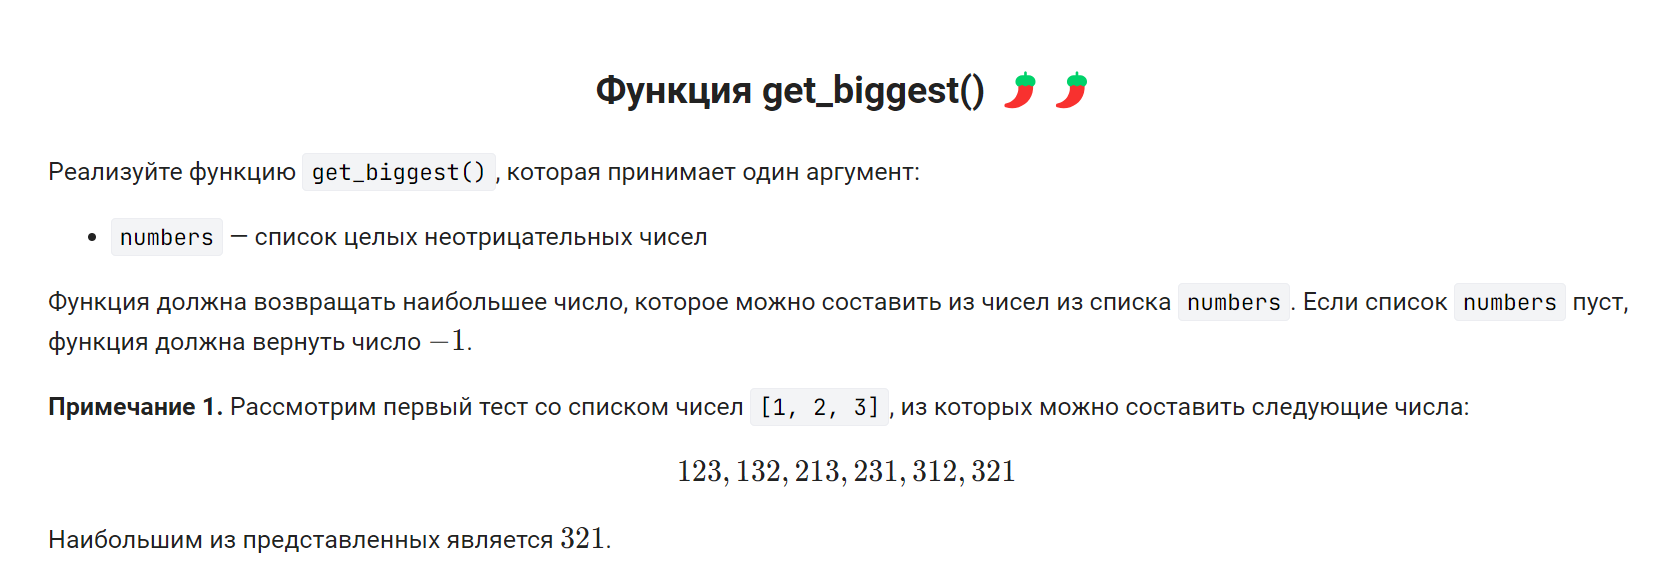 Функция get_biggest() 🌶️ 🌶️
Реализуйте функцию get_biggest(), которая принимает один аргумент:
• numbers — список целых неотрицательных чисел
Функция должна возвращать наибольшее число, которое можно составить из чисел из списка numbers. Если список numbers пуст,
функция должна вернуть число −1.
Примечание 1. Рассмотрим первый тест со списком чисел [1, 2, 3], из которых можно составить следующие числа:
123, 132, 213, 231, 312, 321
Наибольшим из представленных является 321.